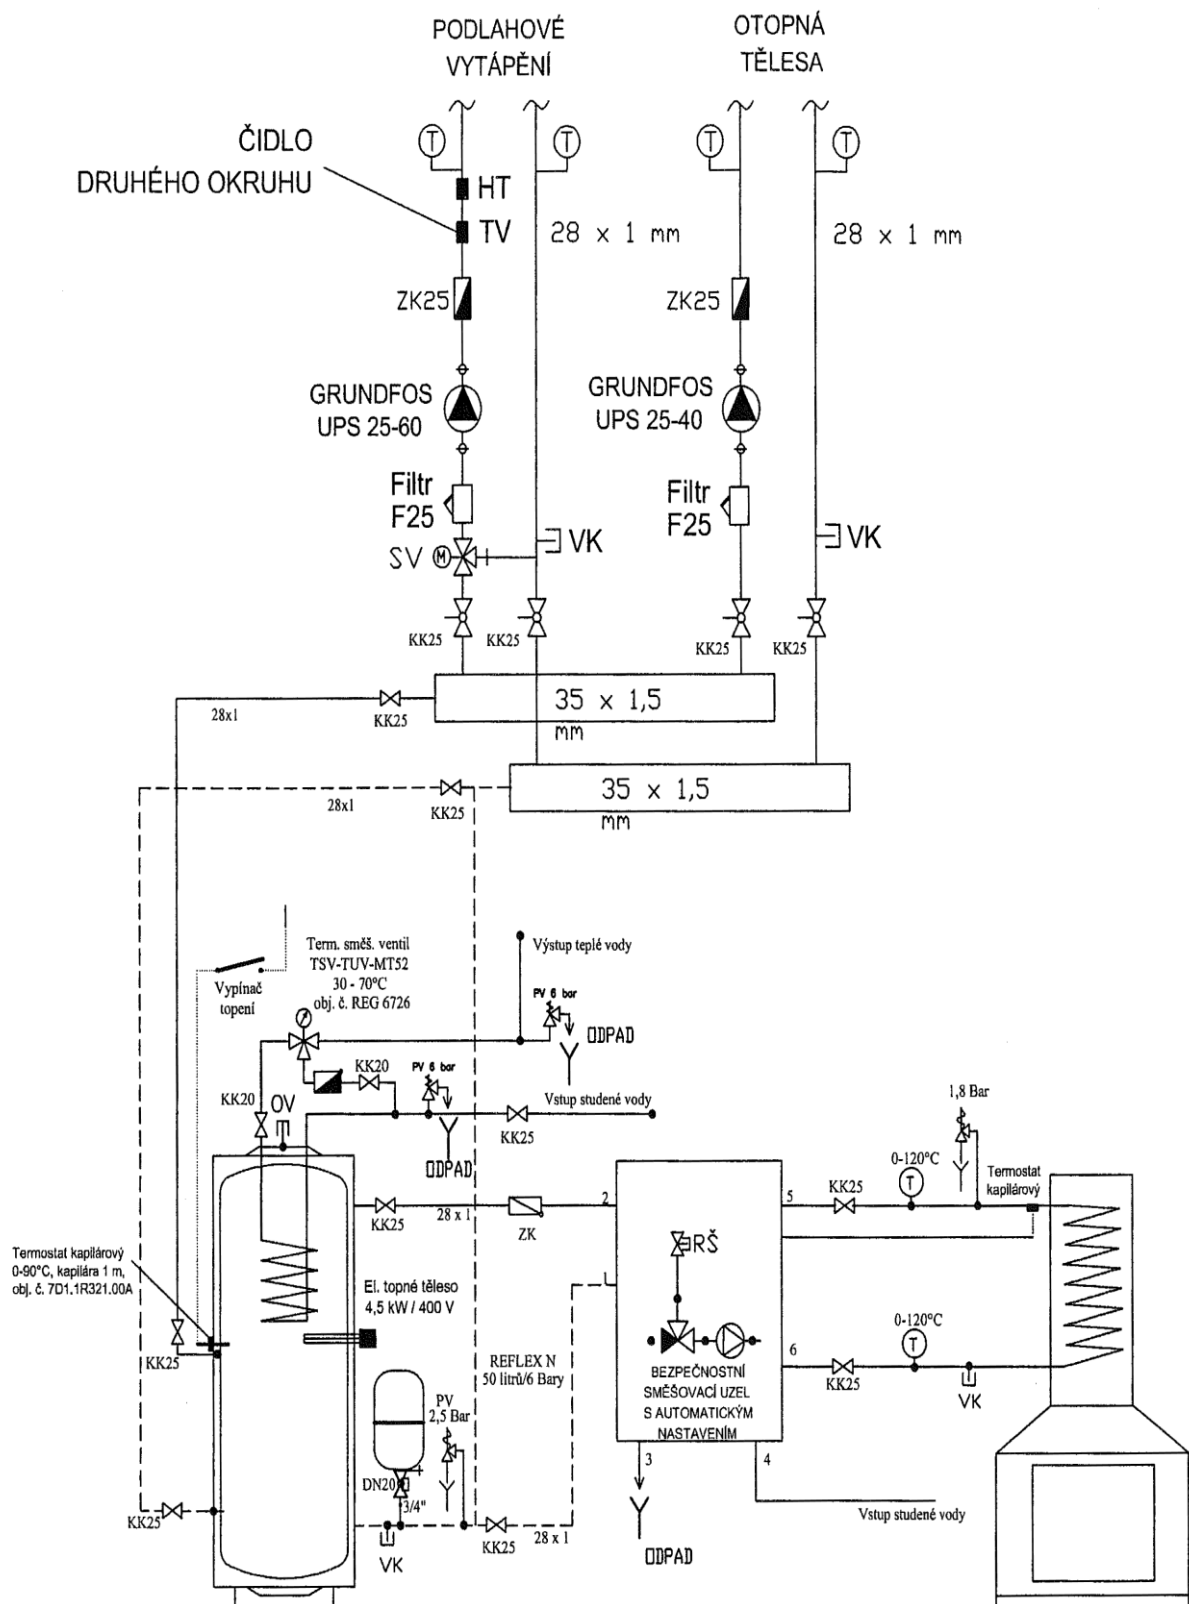 PODLAHOVÉ
VYTÁPĚNÍ
OTOPNÁ
TĚLESA
T
T
T
T
ČIDLO
DRUHÉHO OKRUHU
HT
TV
28 x 1 mm
28 x 1 mm
ZK25
ZK25
GRUNDFOS
UPS 25-60
GRUNDFOS
UPS 25-40
Filtr
F25
Filtr
F25
SV
M
VK
VK
KK25
KK25
KK25
KK25
35 x 1,5
mm
28x1
KK25
35 x 1,5
mm
28x1
KK25
Term. směš. ventil
TSV-TUV-MT52
30 - 70°C
obj. č. REG 6726
Vypínač
topení
Výstup teplé vody
PV 6 bar
ODPAD
KK20
PV 6 bar
KK20
OV
Vstup studené vody
KK25
ODPAD
1,8 Bar
0-120°C
T
Termostat
kapilárový
KK25
KK25
28 x 1
ZK
2
5
RŠ
1
Termostat kapilárový
0-90°C, kapilára 1 m,
obj. č. 7D1.1R321.00A
El. topné těleso
4,5 kW / 400 V
KK25
REFLEX N
50 litrů/6 Bary
PV
2,5 Bar
BEZPEČNOSTNÍ
SMĚŠOVACÍ UZEL
S AUTOMATICKÝM
NASTAVENÍM
6
0-120°C
T
KK25
VK
DN20
3/4"
3
4
KK25
VK
KK25
28 x 1
ODPAD
Vstup studené vody